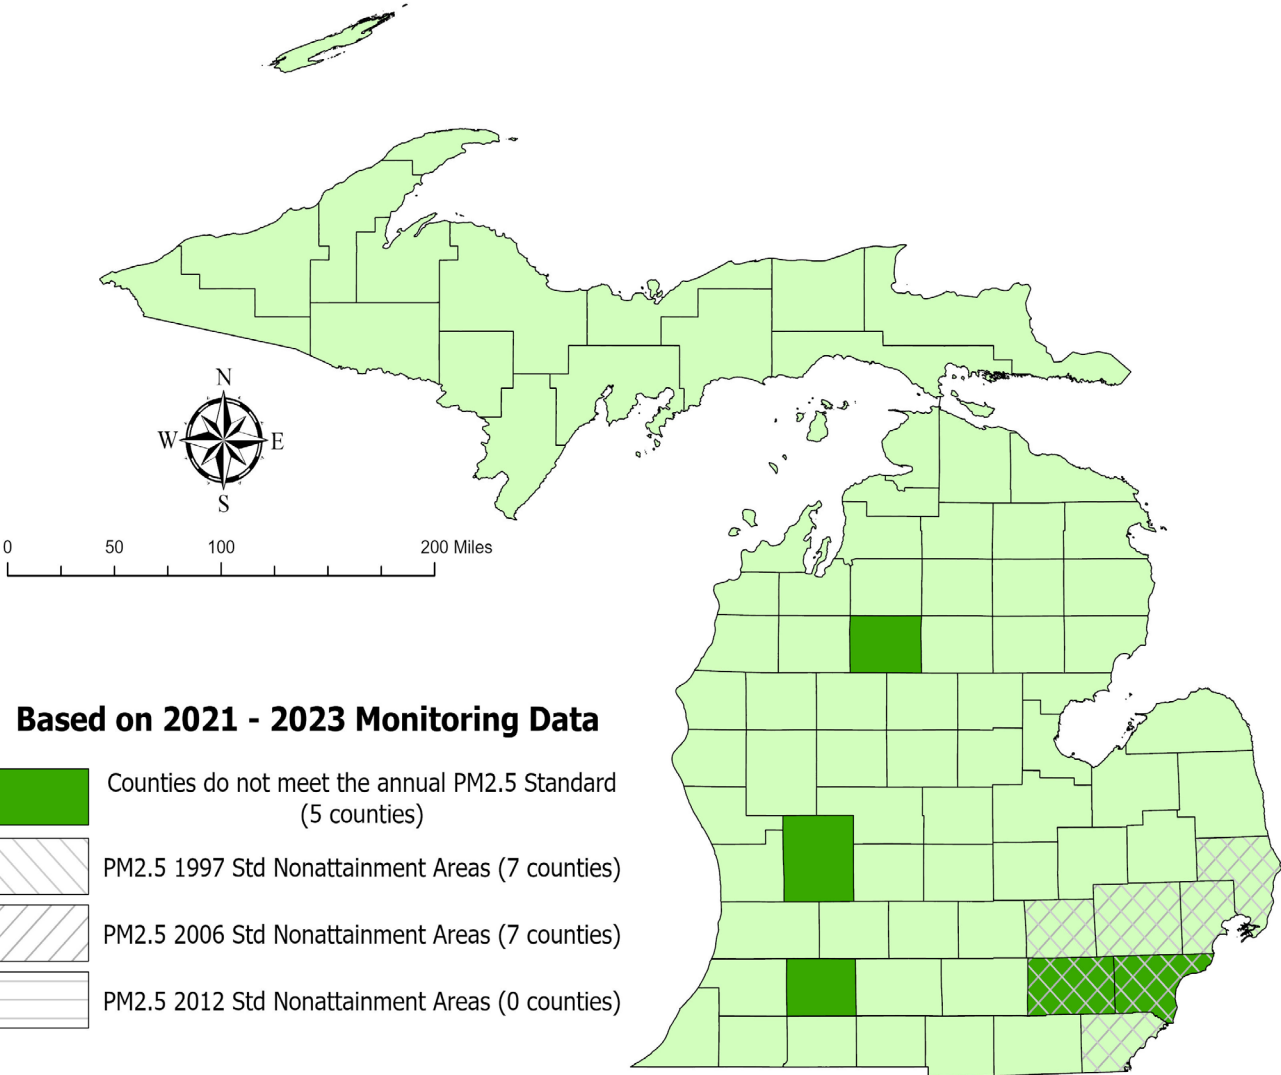 N
W E
S
0 50 100 200 Miles
Based on 2021 - 2023 Monitoring Data
Counties do not meet the annual PM2.5 Standard
(5 counties)
PM2.5 1997 Std Nonattainment Areas (7 counties)
PM2.5 2006 Std Nonattainment Areas (7 counties)
PM2.5 2012 Std Nonattainment Areas (0 counties)